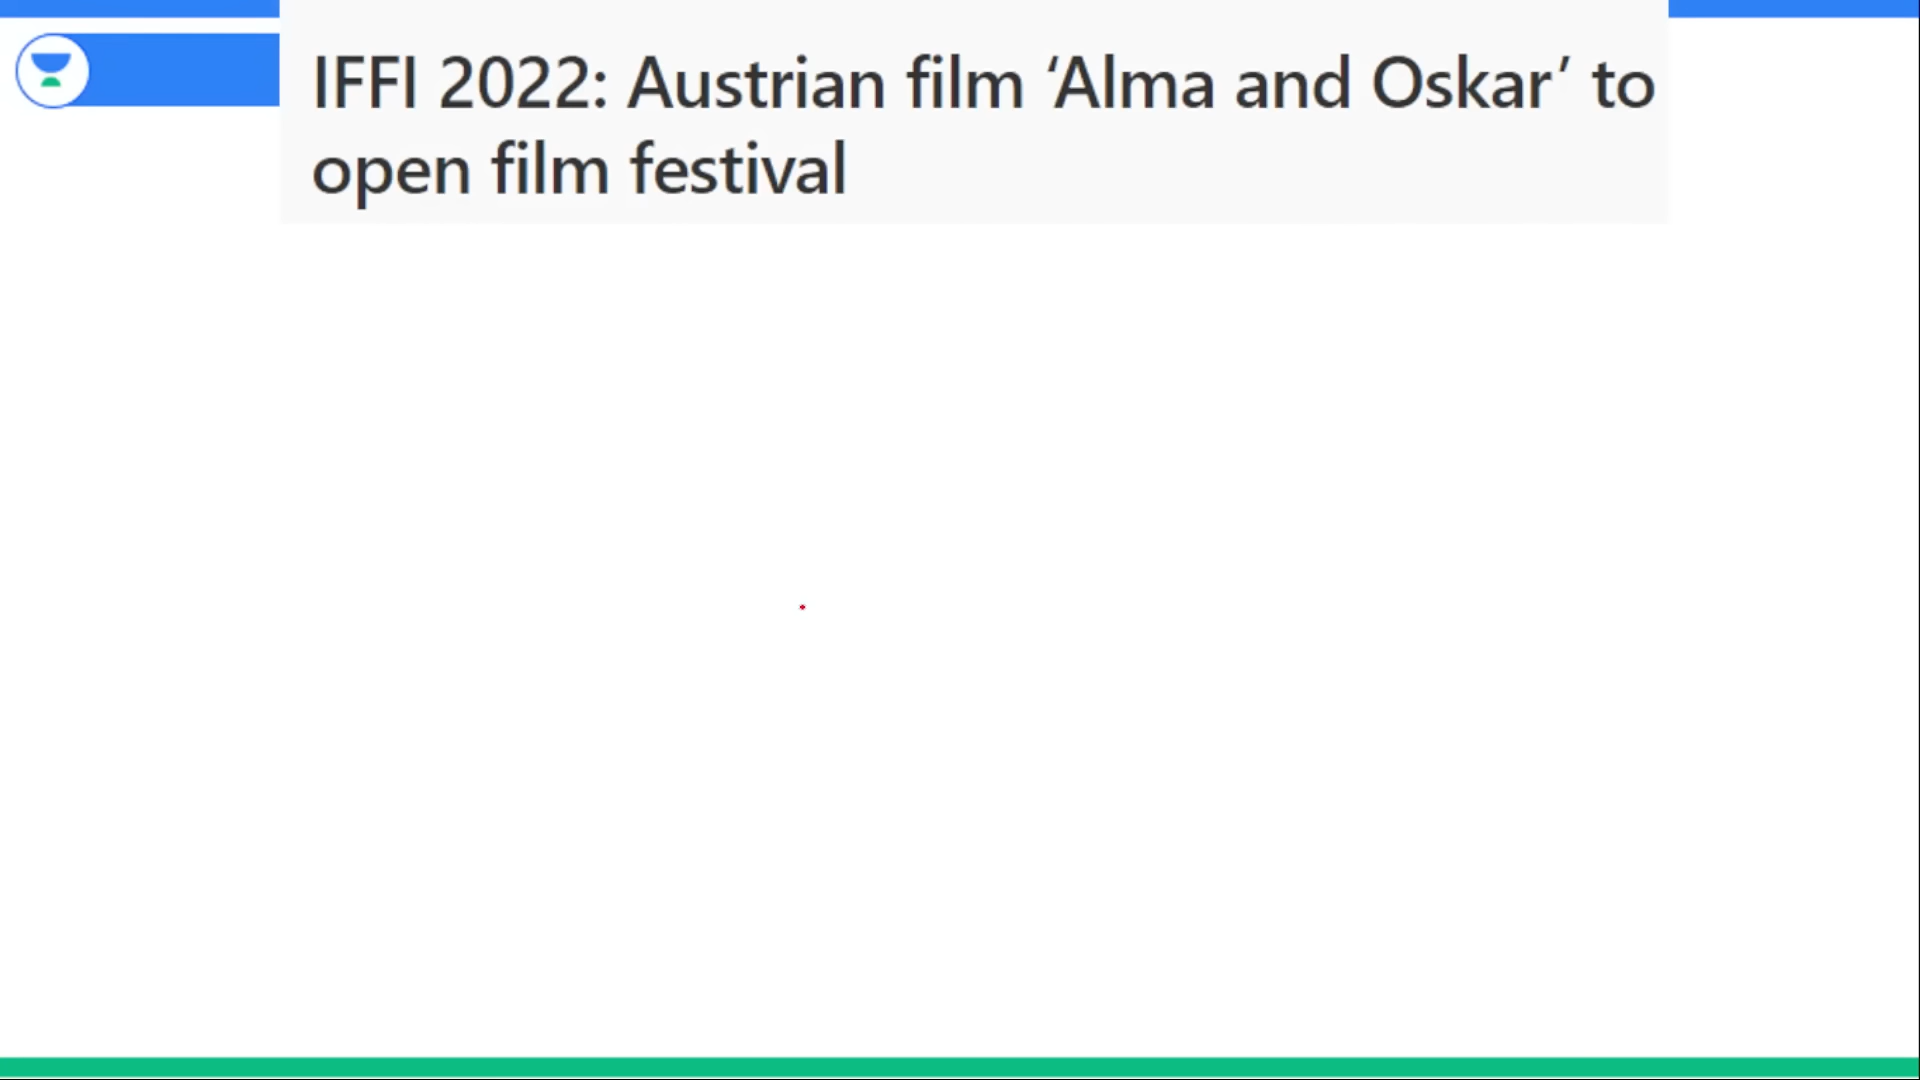 IFFI 2022: Austrian film ‘Alma and Oskar’ to
open film festival